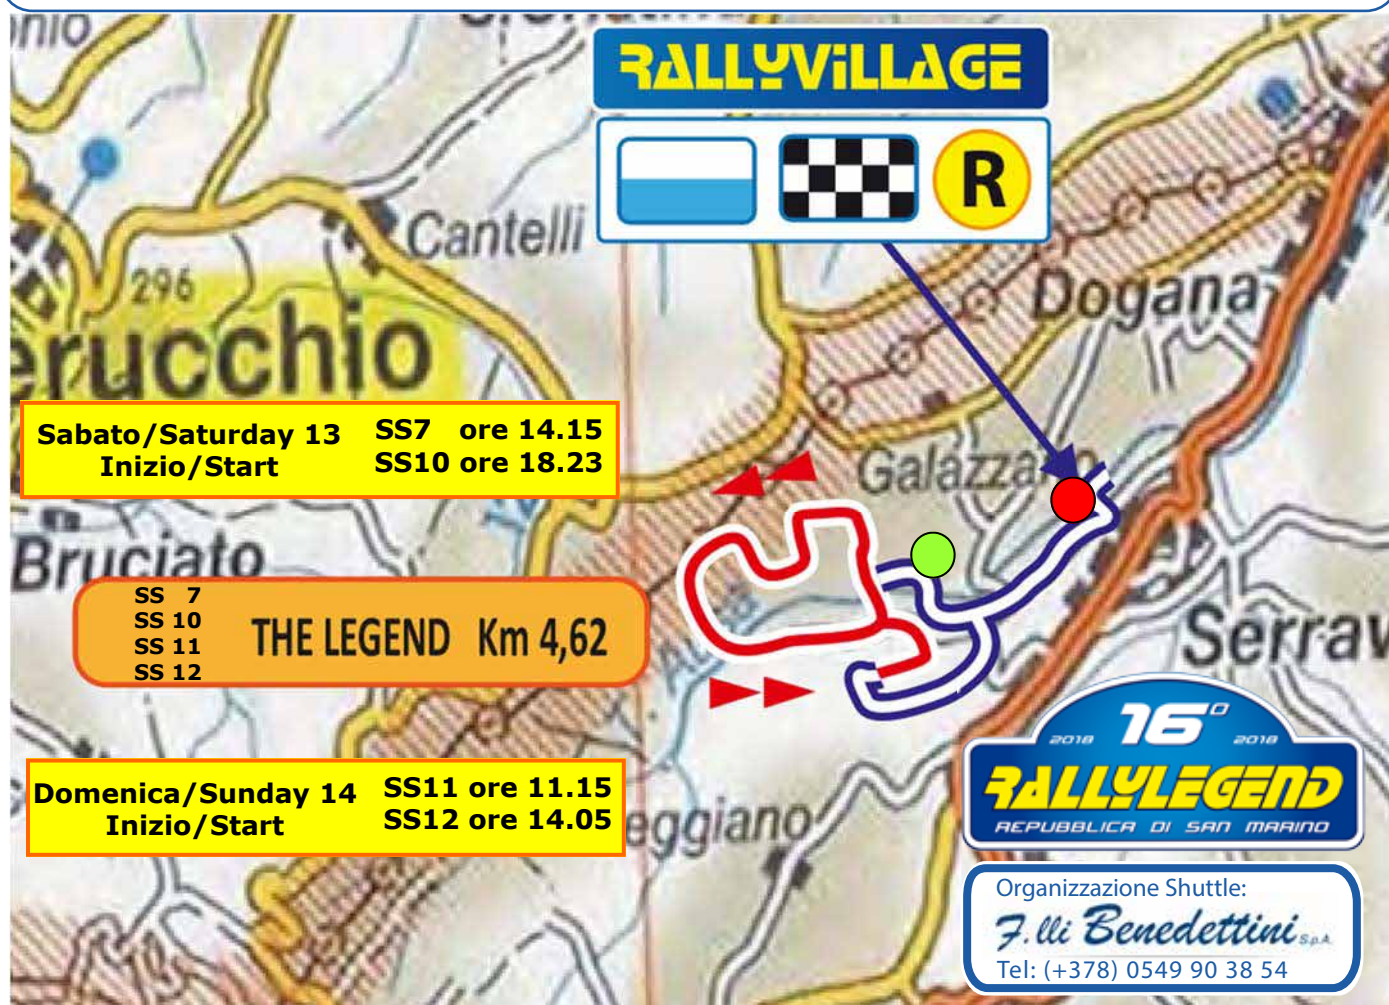 RALLYVILLAGE
R
Cantelli
296
erucchio
Dogana
Sabato/Saturday 13
Inizio/Start
SS7 ore 14.15
SS10 ore 18.23
Bruciato
SS 7
SS 10
SS 11
SS 12
THE LEGEND Km 4,62
Serrav
Domenica/Sunday 14
Inizio/Start
SS11 ore 11.15
SS12 ore 14.05
eggiano
2018 16° 2018
RALLYLEGEND
REPUBBLICA DI SAN MARINO
Organizzazione Shuttle:
F.lli Benedettini S.p.A.
Tel: (+378) 0549 90 38 54